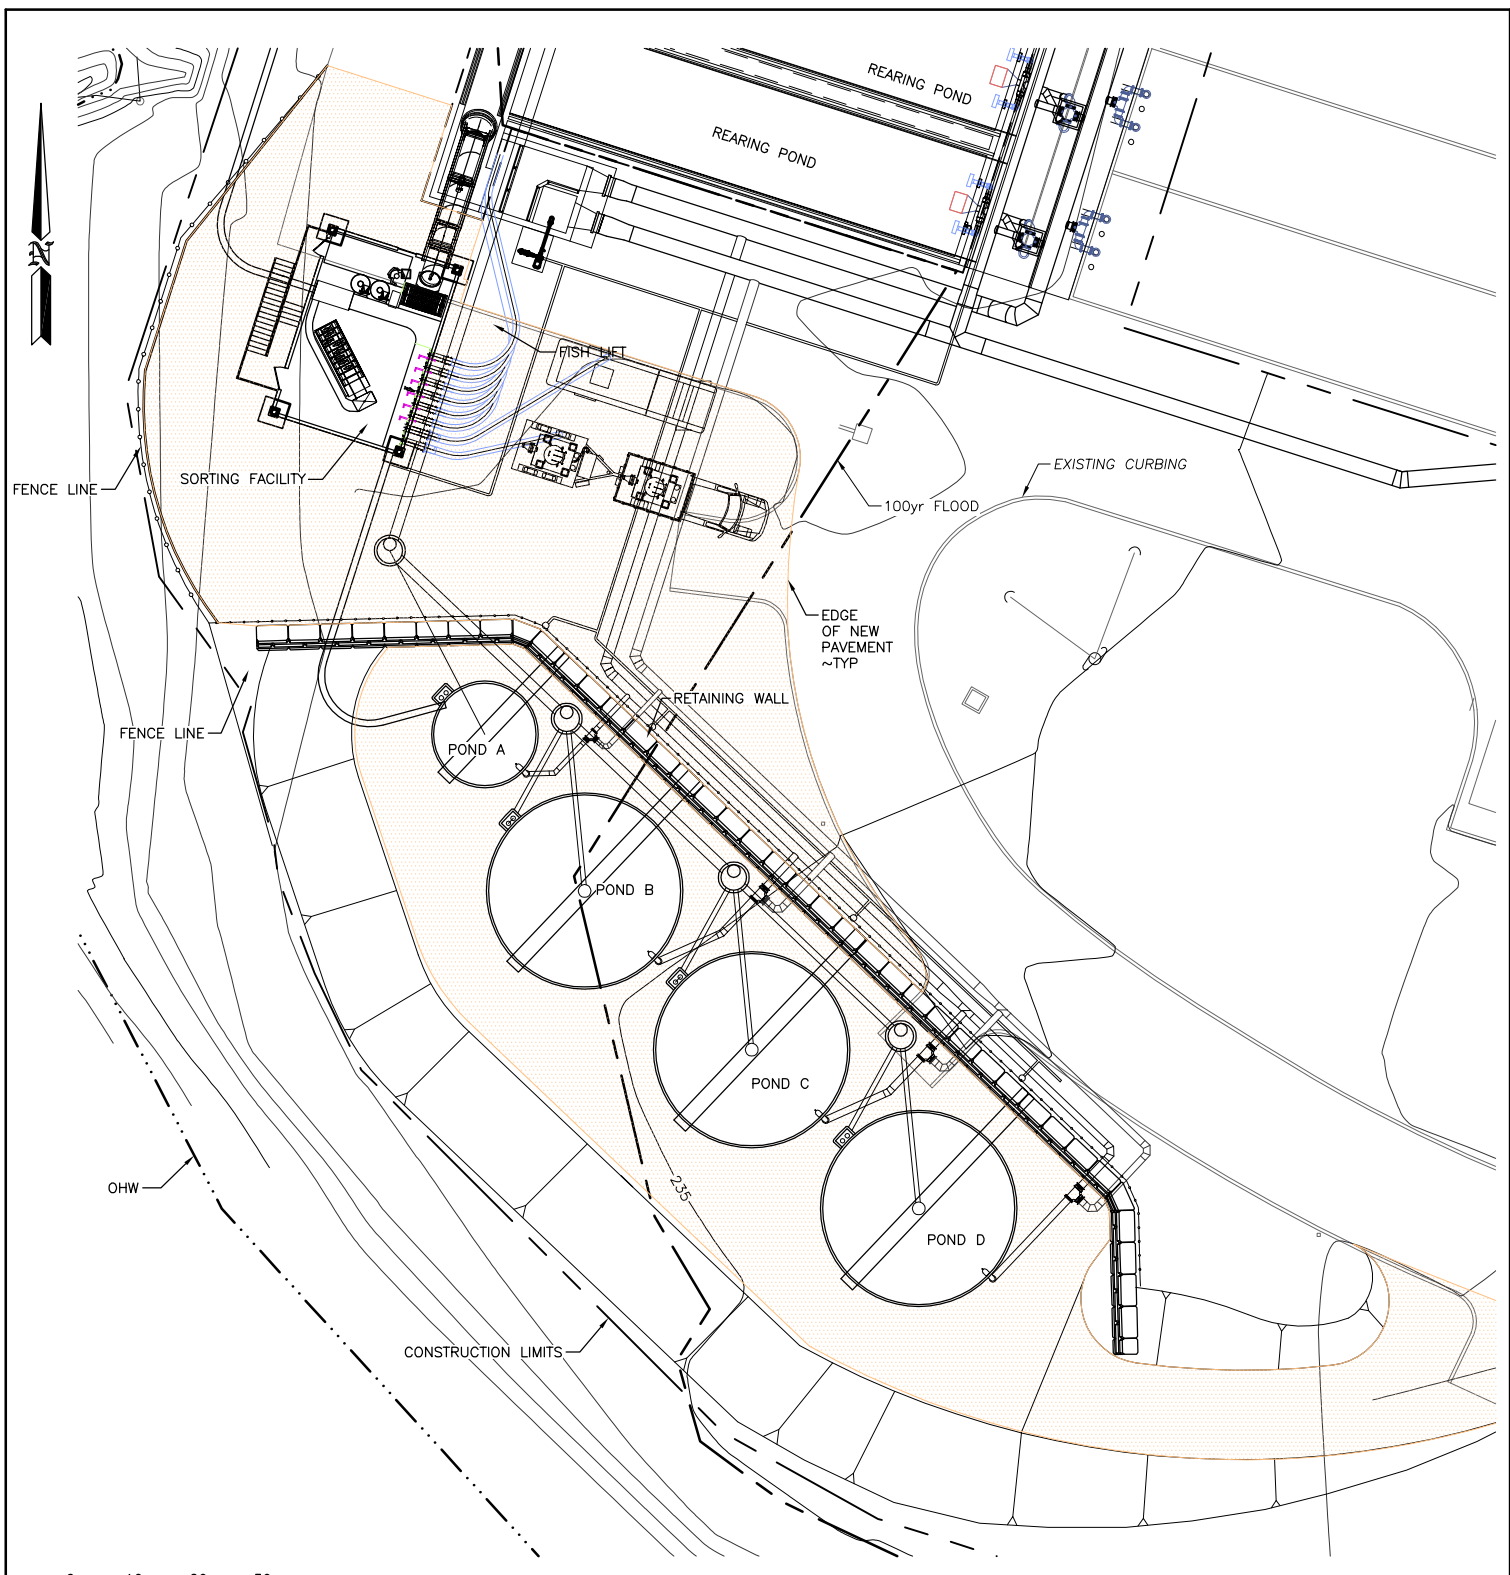 REARING POND
REARING POND
N
FISH LIFT
EXISTING CURBING
SORTING FACILITY
FENCE LINE
100yr FLOOD
EDGE
OF NEW
PAVEMENT
~TYP
RETAINING WALL
FENCE LINE
POND A
POND B
POND C
235
OHW
POND D
CONSTRUCTION LIMITS